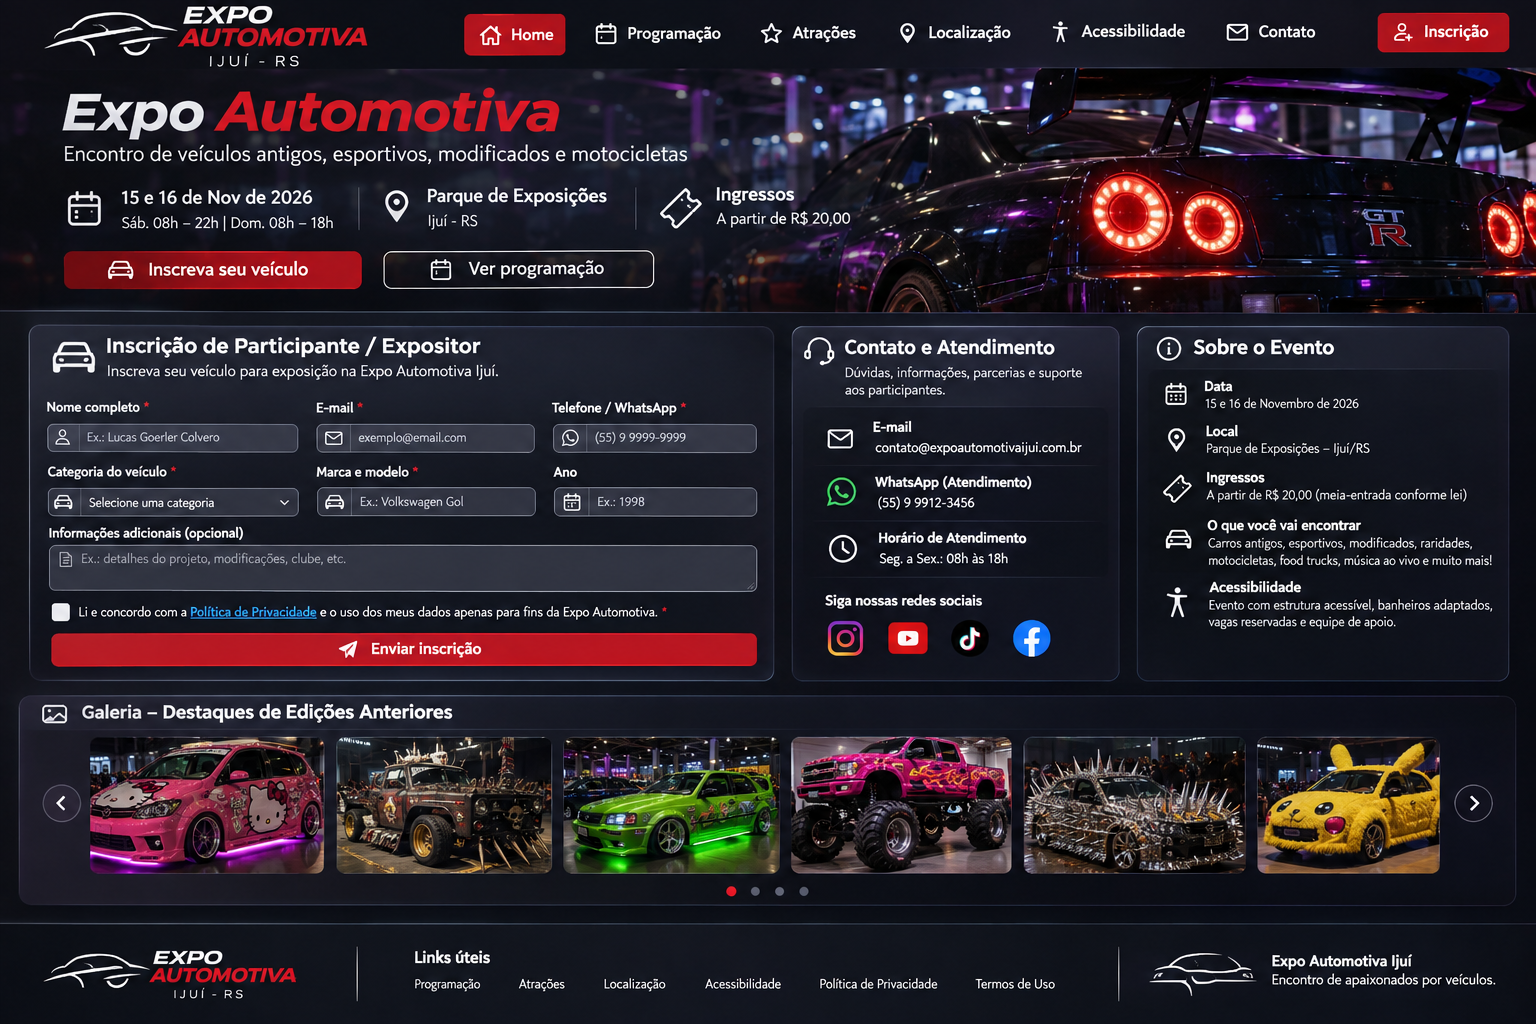 EXPO
AUTOMOTIVA
IJUÍ - RS
Home
Programação
Atrações
Localização
Acessibilidade
Contato
Inscrição
Expo Automotiva
Encontro de veículos antigos, esportivos, modificados e motocicletas
15 e 16 de Nov de 2026
Sáb. 08h – 22h | Dom. 08h – 18h
Parque de Exposições
Ijuí - RS
Ingressos
A partir de R$ 20,00
Inscreva seu veículo
Ver programação
GT
R
Inscrição de Participante / Expositor
Inscreva seu veículo para exposição na Expo Automotiva Ijuí.
Nome completo *
E-mail *
Telefone / WhatsApp *
Ex.: Lucas Goerler Colvero
exemplo@email.com
(55) 9 9999-9999
Categoria do veículo *
Marca e modelo *
Ano
Selecione uma categoria
Ex.: Volkswagen Gol
Ex.: 1998
Informações adicionais (opcional)
Ex.: detalhes do projeto, modificações, clube, etc.
Li e concordo com a Política de Privacidade e o uso dos meus dados apenas para fins da Expo Automotiva. *
Enviar inscrição
Contato e Atendimento
Dúvidas, informações, parcerias e suporte
aos participantes.
E-mail
contato@expoautomotivaijui.com.br
WhatsApp (Atendimento)
(55) 9 9912-3456
Horário de Atendimento
Seg. a Sex.: 08h às 18h
Siga nossas redes sociais
Sobre o Evento
Data
15 e 16 de Novembro de 2026
Local
Parque de Exposições – Ijuí/RS
Ingressos
A partir de R$ 20,00 (meia-entrada conforme lei)
O que você vai encontrar
Carros antigos, esportivos, modificados, raridades,
motocicletas, food trucks, música ao vivo e muito mais!
Acessibilidade
Evento com estrutura acessível, banheiros adaptados,
vagas reservadas e equipe de apoio.
Galeria – Destaques de Edições Anteriores
EXPO
AUTOMOTIVA
IJUÍ - RS
Links úteis
Programação
Atrações
Localização
Acessibilidade
Política de Privacidade
Termos de Uso
Expo Automotiva Ijuí
Encontro de apaixonados por veículos.